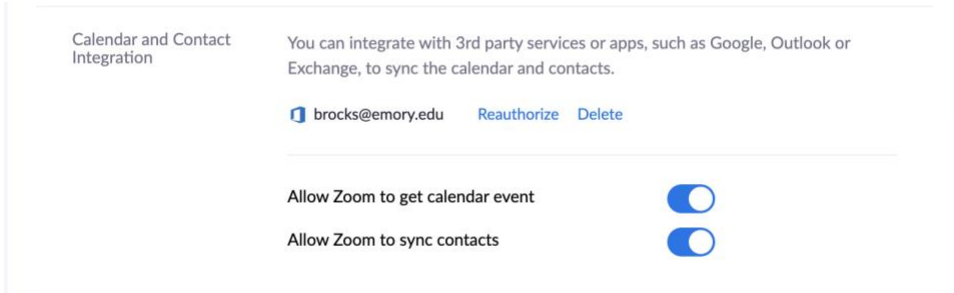 Calendar and Contact
Integration
You can integrate with 3rd party services or apps, such as Google, Outlook or
Exchange, to sync the calendar and contacts.
brocks@emory.edu Reauthorize Delete
Allow Zoom to get calendar event
Allow Zoom to sync contacts